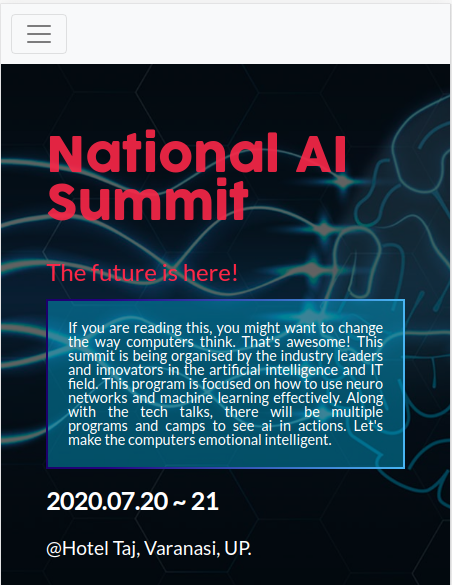 National AI
Summit
The future is here!
If you are reading this, you might want to change
the way computers think. That's awesome! This
summit is being organised by the industry leaders
and innovators in the artificial intelligence and IT
field. This program is focused on how to use neuro
networks and machine learning effectively. Along
with the tech talks, there will be multiple
programs and camps to see ai in actions. Let's
make the computers emotional intelligent.
2020.07.20 ~ 21
@Hotel Taj, Varanasi, UP.